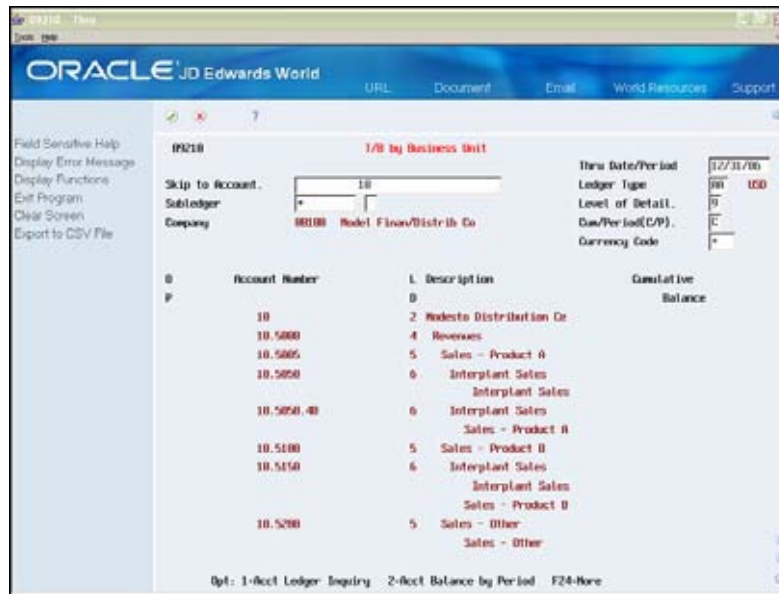 09210 Thru
Tools Help
ORACLE JD Edwards World
URL Document Email World Resources Support
?
Field Sensitive Help
Display Error Message
Display Functions
Exit Program
Clear Screen
Export to CSV File
09210 T/B by Business Unit
Thru Date/Period 12/31/06
Skip to Account. 10 Ledger Type AA USD
Subledger * Level of Detail. 9
Company 00100 Model Finan/Distrib Co Cum/Period(C/P). C
Currency Code *
O Account Number L Description Cumulative
P D Balance
10 2 Modesto Distribution Ce
10.5000 4 Revenues
10.5005 5 Sales - Product A
10.5050 6 Interplant Sales
Interplant Sales
10.5050.40 6 Interplant Sales
Sales - Product A
10.5100 5 Sales - Product B
10.5150 6 Interplant Sales
Interplant Sales
Sales - Product B
10.5200 5 Sales - Other
Sales - Other
Opt: 1-Acct Ledger Inquiry 2-Acct Balance by Period F24-More